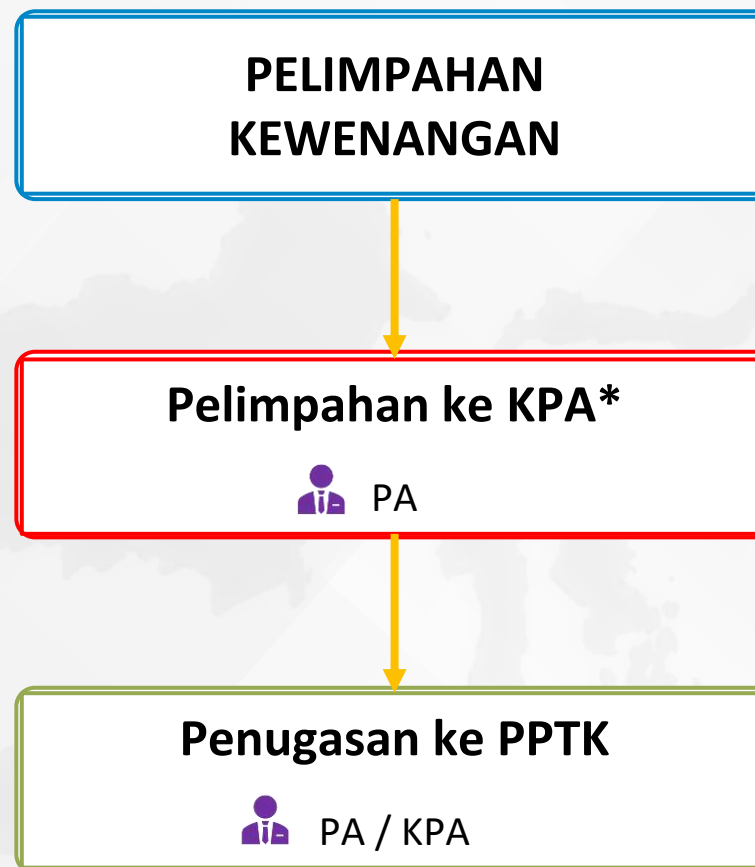 PELIMPAHAN
KEWENANGAN
Pelimpahan ke KPA*
PA
Penugasan ke PPTK
PA / KPA